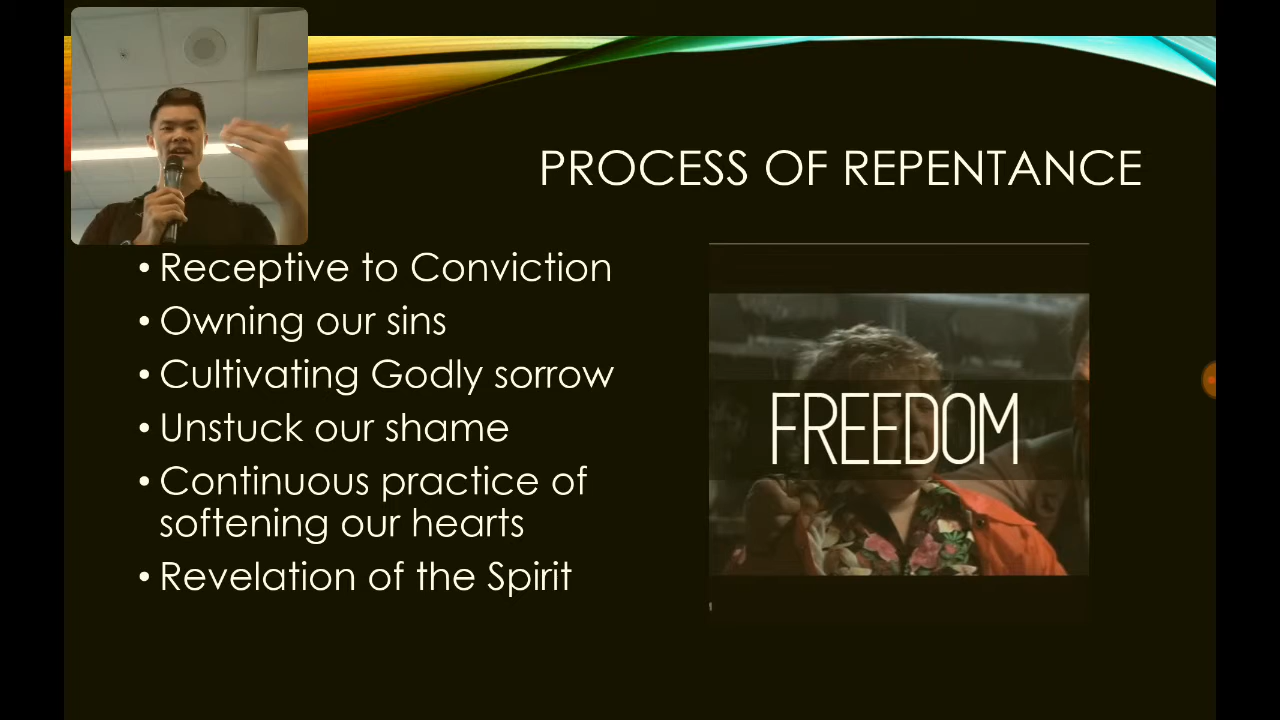 PROCESS OF REPENTANCE
• Receptive to Conviction
• Owning our sins
• Cultivating Godly sorrow
• Unstuck our shame
• Continuous practice of
softening our hearts
• Revelation of the Spirit
FREEDOM